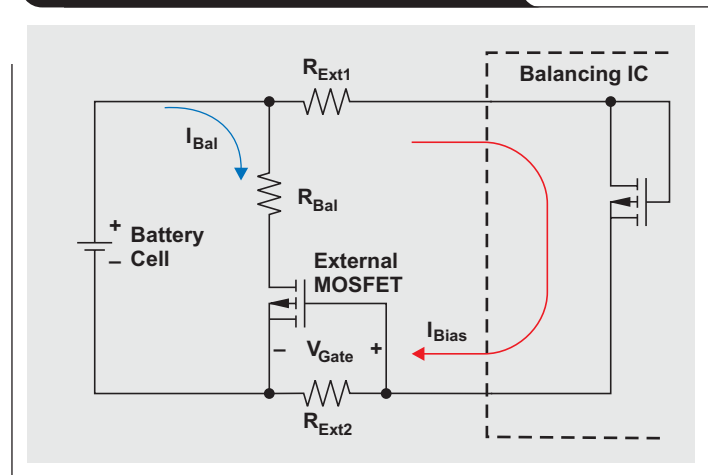 R_Ext1
Balancing IC
I_Bal
R_Bal
+ Battery
– Cell
External
MOSFET
– V_Gate +
I_Bias
R_Ext2